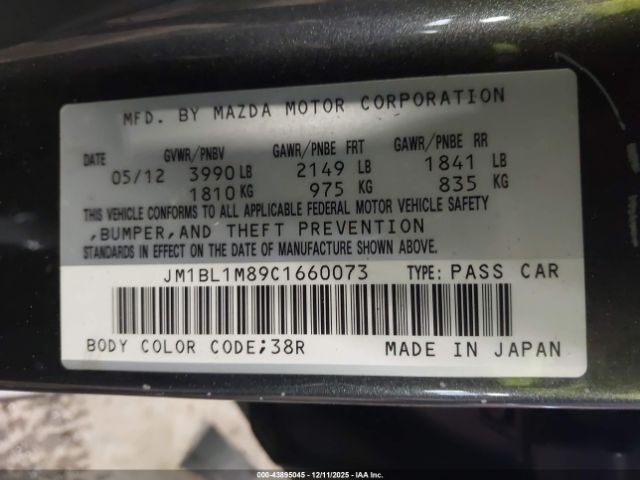 MFD. BY MAZDA MOTOR CORPORATION
DATE GVWR/PNBV GAWR/PNBE FRT GAWR/PNBE RR
05/12 3990 LB 2149 LB 1841 LB
1810 KG 975 KG 835 KG
THIS VEHICLE CONFORMS TO ALL APPLICABLE FEDERAL MOTOR VEHICLE SAFETY
,BUMPER,AND THEFT PREVENTION
STANDARDS IN EFFECT ON THE DATE OF MANUFACTURE SHOWN ABOVE.
JM1BL1M89C1660073 TYPE: PASS CAR
BODY COLOR CODE;38R MADE IN JAPAN
000-43895045 - 12/11/2025 - IAA Inc.